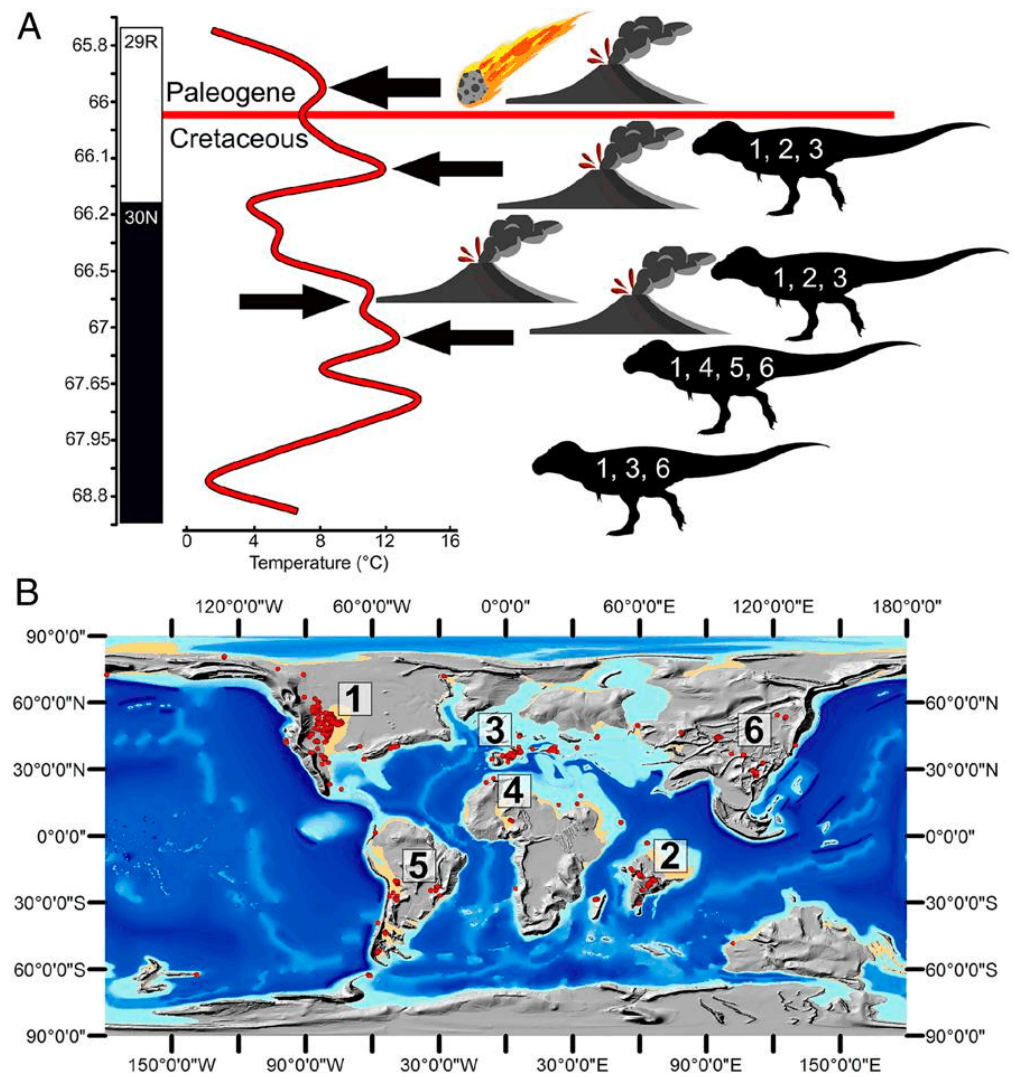 A
65.8
66
66.1
66.2
66.5
67
67.65
67.95
68.8
29R
30N
Paleogene
Cretaceous
1, 2, 3
1, 2, 3
1, 4, 5, 6
1, 3, 6
0 4 8 12 16
Temperature (°C)
B
120°0'0"W 60°0'0"W 0°0'0" 60°0'0"E 120°0'0"E 180°0'0"
90°0'0"N
60°0'0"N 60°0'0"N
30°0'0"N 30°0'0"N
0°0'0" 0°0'0"
30°0'0"S 30°0'0"S
60°0'0"S 60°0'0"S
90°0'0"S 90°0'0"S
1
3
6
4
5
2
150°0'0"W 90°0'0"W 30°0'0"W 30°0'0"E 90°0'0"E 150°0'0"E